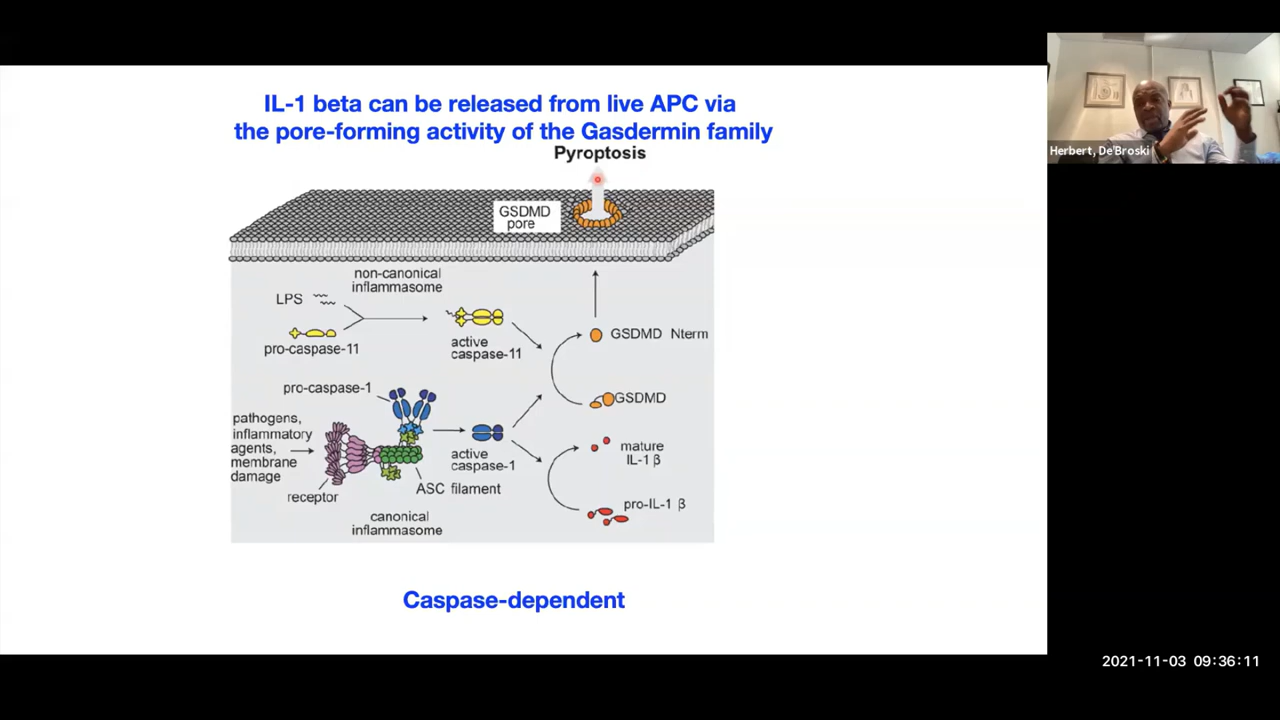 IL-1 beta can be released from live APC via
the pore-forming activity of the Gasdermin family
Pyroptosis
GSDMD
pore
non-canonical
inflammasome
LPS
pro-caspase-11
active
caspase-11
GSDMD Nterm
pro-caspase-1
GSDMD
pathogens,
inflammatory
agents,
membrane
damage
receptor
active
caspase-1
ASC filament
mature
IL-1 β
pro-IL-1 β
canonical
inflammasome
Caspase-dependent
Herbert, De'Broski
2021-11-03 09:36:11